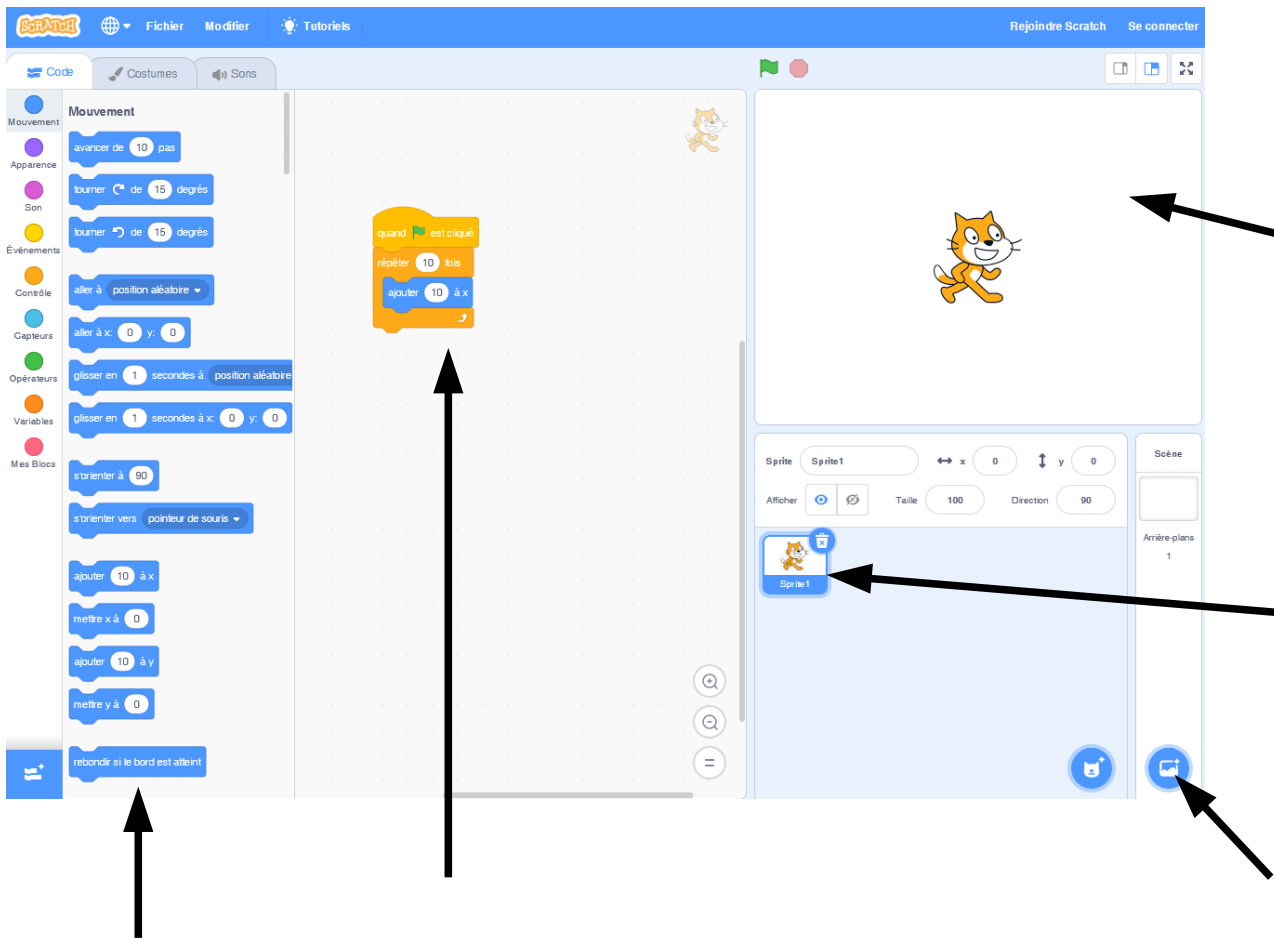 SCRATCH Fichier Modifier Tutoriels Rejoindre Scratch Se connecter
Code Costumes Sons
Mouvement
Apparence
Son
Évènements
Contrôle
Capteurs
Opérateurs
Variables
Mes Blocs
Mouvement
avancer de 10 pas
tourner de 15 degrés
tourner de 15 degrés
aller à position aléatoire
aller à x: 0 y: 0
glisser en 1 secondes à position aléatoire
glisser en 1 secondes à x: 0 y: 0
s'orienter à 90
s'orienter vers pointeur de souris
ajouter 10 à x
mettre x à 0
ajouter 10 à y
mettre y à 0
rebondir si le bord est atteint
quand est cliqué
répéter 10 fois
ajouter 10 à x
Sprite Sprite1 x 0 y 0
Afficher Taille 100 Direction 90
Sprite1
Scène
Arrière-plans
1